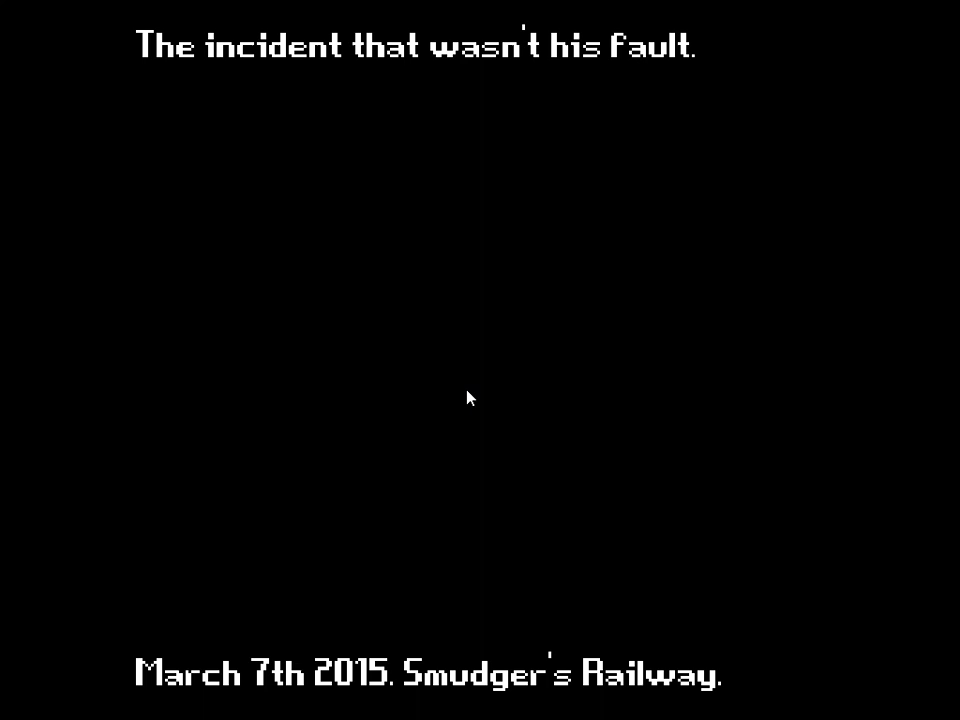 The incident that wasn't his fault.
March 7th 2015. Smudger's Railway.